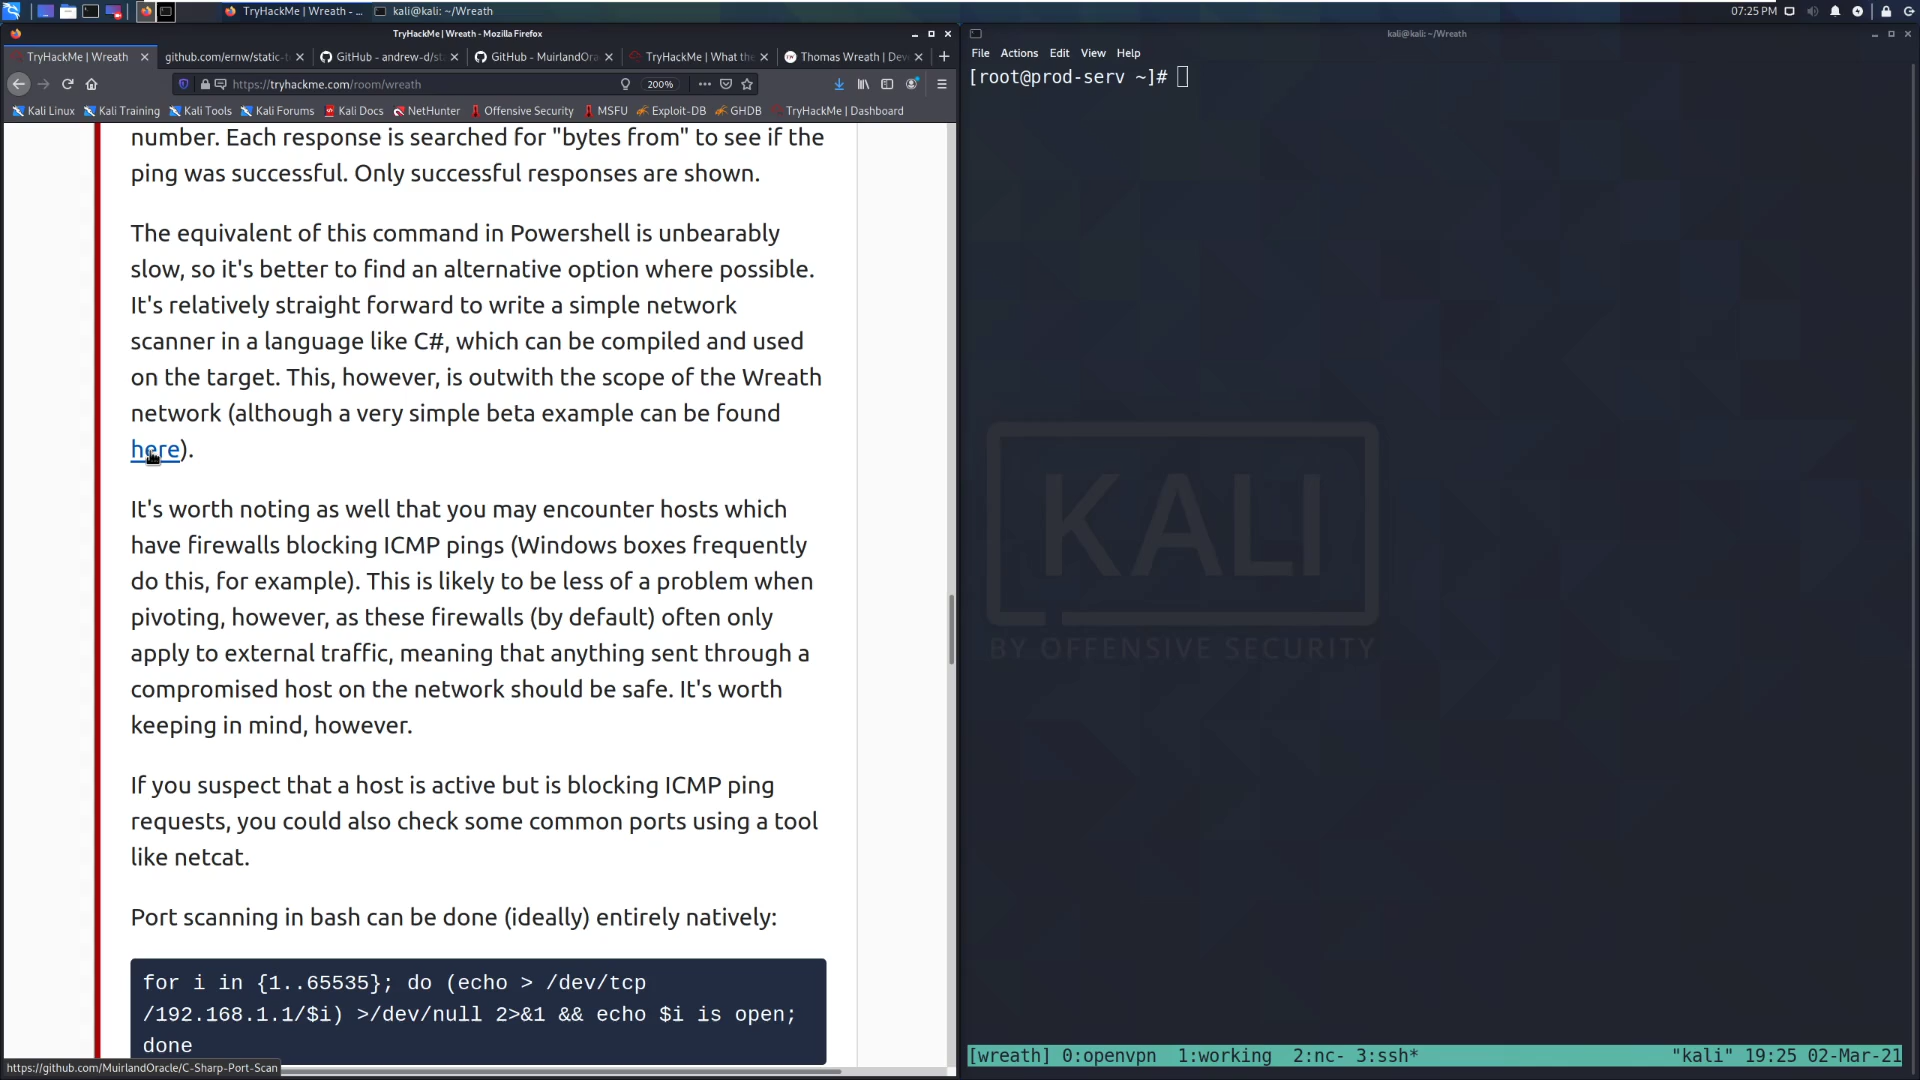 TryHackMe | Wreath - ...
kali@kali: ~/Wreath
07:25 PM
TryHackMe | Wreath - Mozilla Firefox
TryHackMe | Wreath
github.com/ernw/static-t
GitHub - andrew-d/sta
GitHub - MuirlandOra
TryHackMe | What the
Thomas Wreath | Dev
https://tryhackme.com/room/wreath
200%
Kali Linux
Kali Training
Kali Tools
Kali Forums
Kali Docs
NetHunter
Offensive Security
MSFU
Exploit-DB
GHDB
TryHackMe | Dashboard
number. Each response is searched for "bytes from" to see if the
ping was successful. Only successful responses are shown.
The equivalent of this command in Powershell is unbearably
slow, so it's better to find an alternative option where possible.
It's relatively straight forward to write a simple network
scanner in a language like C#, which can be compiled and used
on the target. This, however, is outwith the scope of the Wreath
network (although a very simple beta example can be found
here).
It's worth noting as well that you may encounter hosts which
have firewalls blocking ICMP pings (Windows boxes frequently
do this, for example). This is likely to be less of a problem when
pivoting, however, as these firewalls (by default) often only
apply to external traffic, meaning that anything sent through a
compromised host on the network should be safe. It's worth
keeping in mind, however.
If you suspect that a host is active but is blocking ICMP ping
requests, you could also check some common ports using a tool
like netcat.
Port scanning in bash can be done (ideally) entirely natively:
for i in {1..65535}; do (echo > /dev/tcp
/192.168.1.1/$i) >/dev/null 2>&1 && echo $i is open;
done
https://github.com/MuirlandOracle/C-Sharp-Port-Scan
kali@kali: ~/Wreath
File Actions Edit View Help
[root@prod-serv ~]#
KALI
BY OFFENSIVE SECURITY
[wreath] 0:openvpn 1:working 2:nc- 3:ssh* "kali" 19:25 02-Mar-21